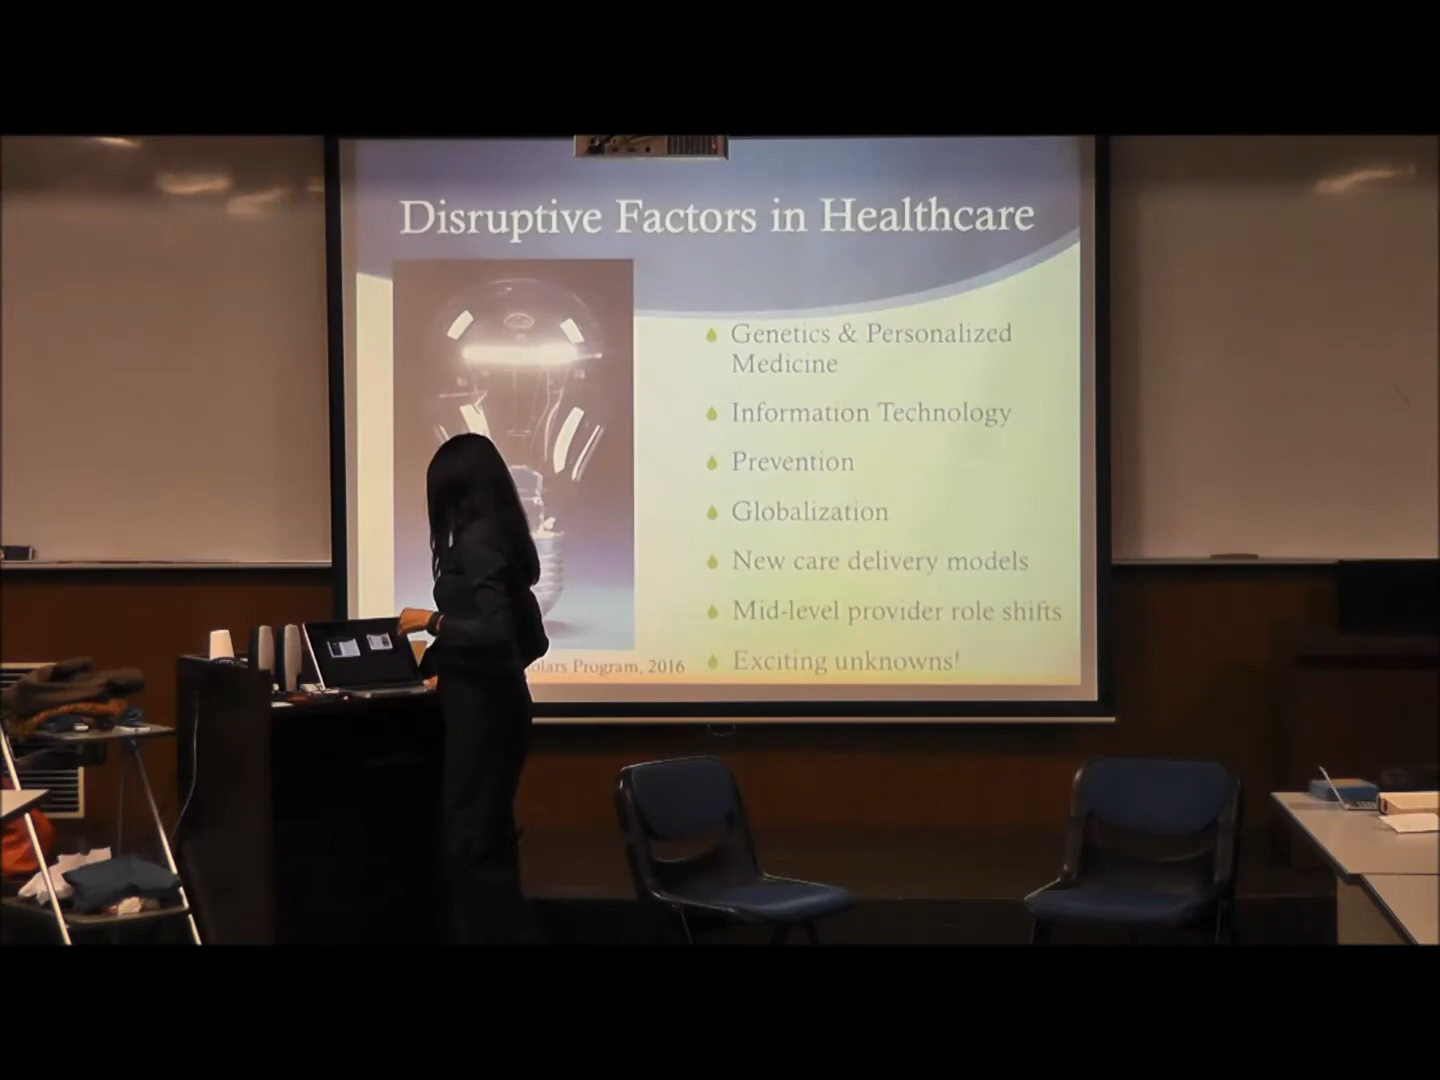 Disruptive Factors in Healthcare
Genetics & Personalized
Medicine
Information Technology
Prevention
Globalization
New care delivery models
Mid-level provider role shifts
Exciting unknowns!
Program, 2016